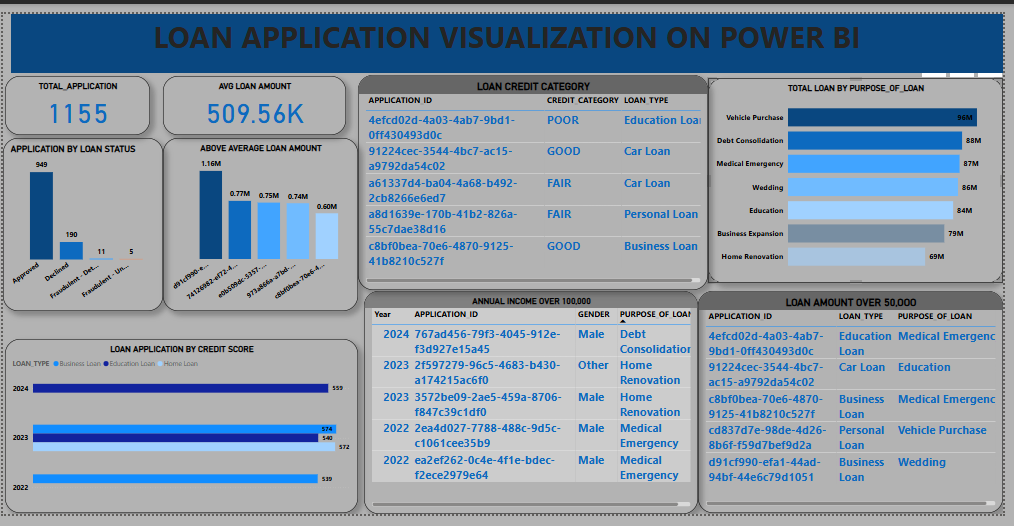 LOAN APPLICATION VISUALIZATION ON POWER BI
TOTAL_APPLICATION
1155
AVG LOAN AMOUNT
509.56K
APPLICATION BY LOAN STATUS
949
190
11
5
Approved
Declined
Fraudulent - Det...
Fraudulent - Un...
ABOVE AVERAGE LOAN AMOUNT
1.16M
0.77M
0.75M
0.74M
0.60M
d91cf990-e...
74126982-ef72-4...
e0b509dc-5357-...
973a866a-a7bd-...
c8bf0bea-70e6-4...
LOAN CREDIT CATEGORY
APPLICATION_ID CREDIT_CATEGORY LOAN_TYPE
4efcd02d-4a03-4ab7-9bd1- POOR Education Loa
0ff430493d0c
91224cec-3544-4bc7-ac15- GOOD Car Loan
a9792da54c02
a61337d4-ba04-4a68-b492- FAIR Car Loan
2cb8266e6ed7
a8d1639e-170b-41b2-826a- FAIR Personal Loan
55c7dae38d16
c8bf0bea-70e6-4870-9125- GOOD Business Loan
41b8210c527f
TOTAL LOAN BY PURPOSE_OF_LOAN
Vehicle Purchase 96M
Debt Consolidation 88M
Medical Emergency 87M
Wedding 86M
Education 84M
Business Expansion 79M
Home Renovation 69M
LOAN APPLICATION BY CREDIT SCORE
LOAN_TYPE Business Loan Education Loan Home Loan
2024 559
574
2023 540
572
539
2022
ANNUAL INCOME OVER 100,000
Year APPLICATION_ID GENDER PURPOSE_OF_LOAN
2024 767ad456-79f3-4045-912e- Male Debt
f3d927e15a45 Consolidation
2023 2f597279-96c5-4683-b430- Other Home
a174215ac6f0 Renovation
2023 3572be09-2ae5-459a-8706- Male Home
f847c39c1df0 Renovation
2022 2ea4d027-7788-488c-9d5c- Male Medical
c1061cee35b9 Emergency
2022 ea2ef262-0c4e-4f1e-bdec- Male Medical
f2ece2979e64 Emergency
LOAN AMOUNT OVER 50,000
APPLICATION_ID LOAN_TYPE PURPOSE_OF_LOAN
4efcd02d-4a03-4ab7- Education Medical Emergenc
9bd1-0ff430493d0c Loan
91224cec-3544-4bc7- Car Loan Education
ac15-a9792da54c02
c8bf0bea-70e6-4870- Business Medical Emergenc
9125-41b8210c527f Loan
cd837d7e-98de-4d26- Personal Vehicle Purchase
8b6f-f59d7bef9d2a Loan
d91cf990-efa1-44ad- Business Wedding
94bf-44e6c79d1051 Loan